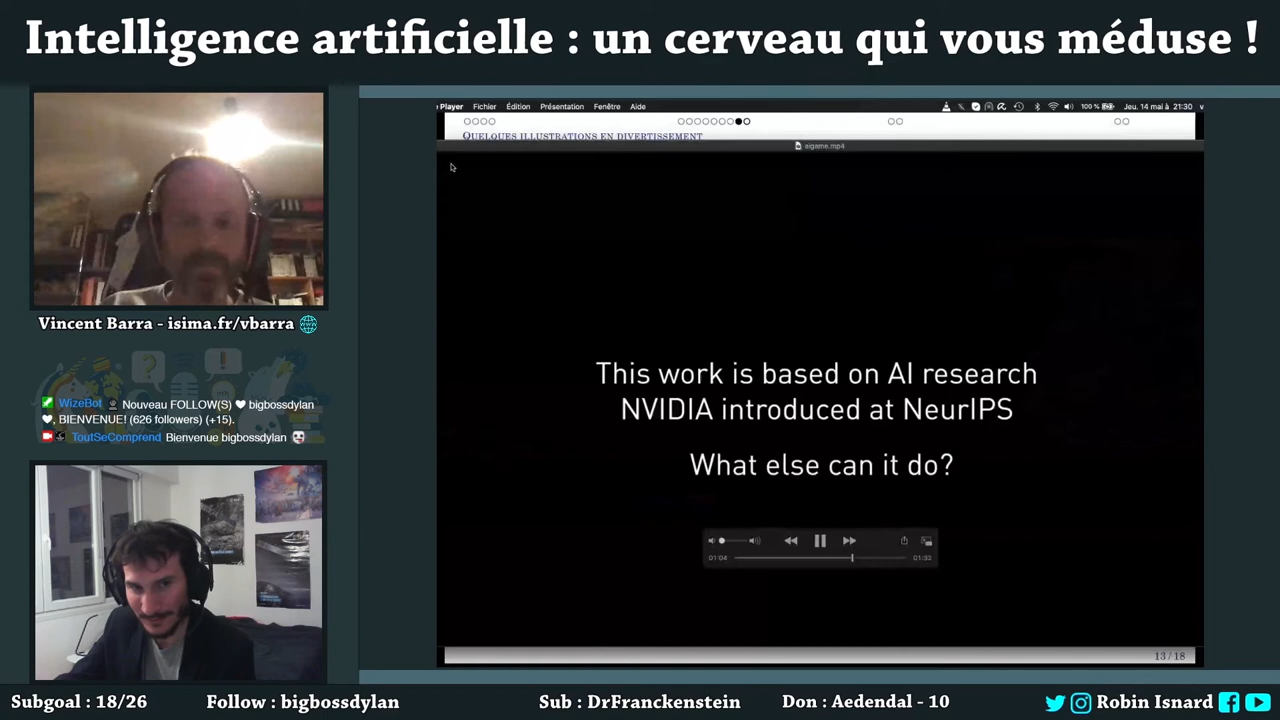 Intelligence artificielle : un cerveau qui vous méduse !
Player Fichier Édition Présentation Fenêtre Aide 100 % Jeu. 14 mai à 21:30
QUELQUES ILLUSTRATIONS EN DIVERTISSEMENT
aigame.mp4
This work is based on AI research
NVIDIA introduced at NeurIPS
What else can it do?
01:04 01:32
13 / 18
Vincent Barra - isima.fr/vbarra
WizeBot Nouveau FOLLOW(S) bigbossdylan
, BIENVENUE! (626 followers) (+15).
ToutSeComprend Bienvenue bigbossdylan
Subgoal : 18/26 Follow : bigbossdylan Sub : DrFranckenstein Don : Aedendal - 10 Robin Isnard